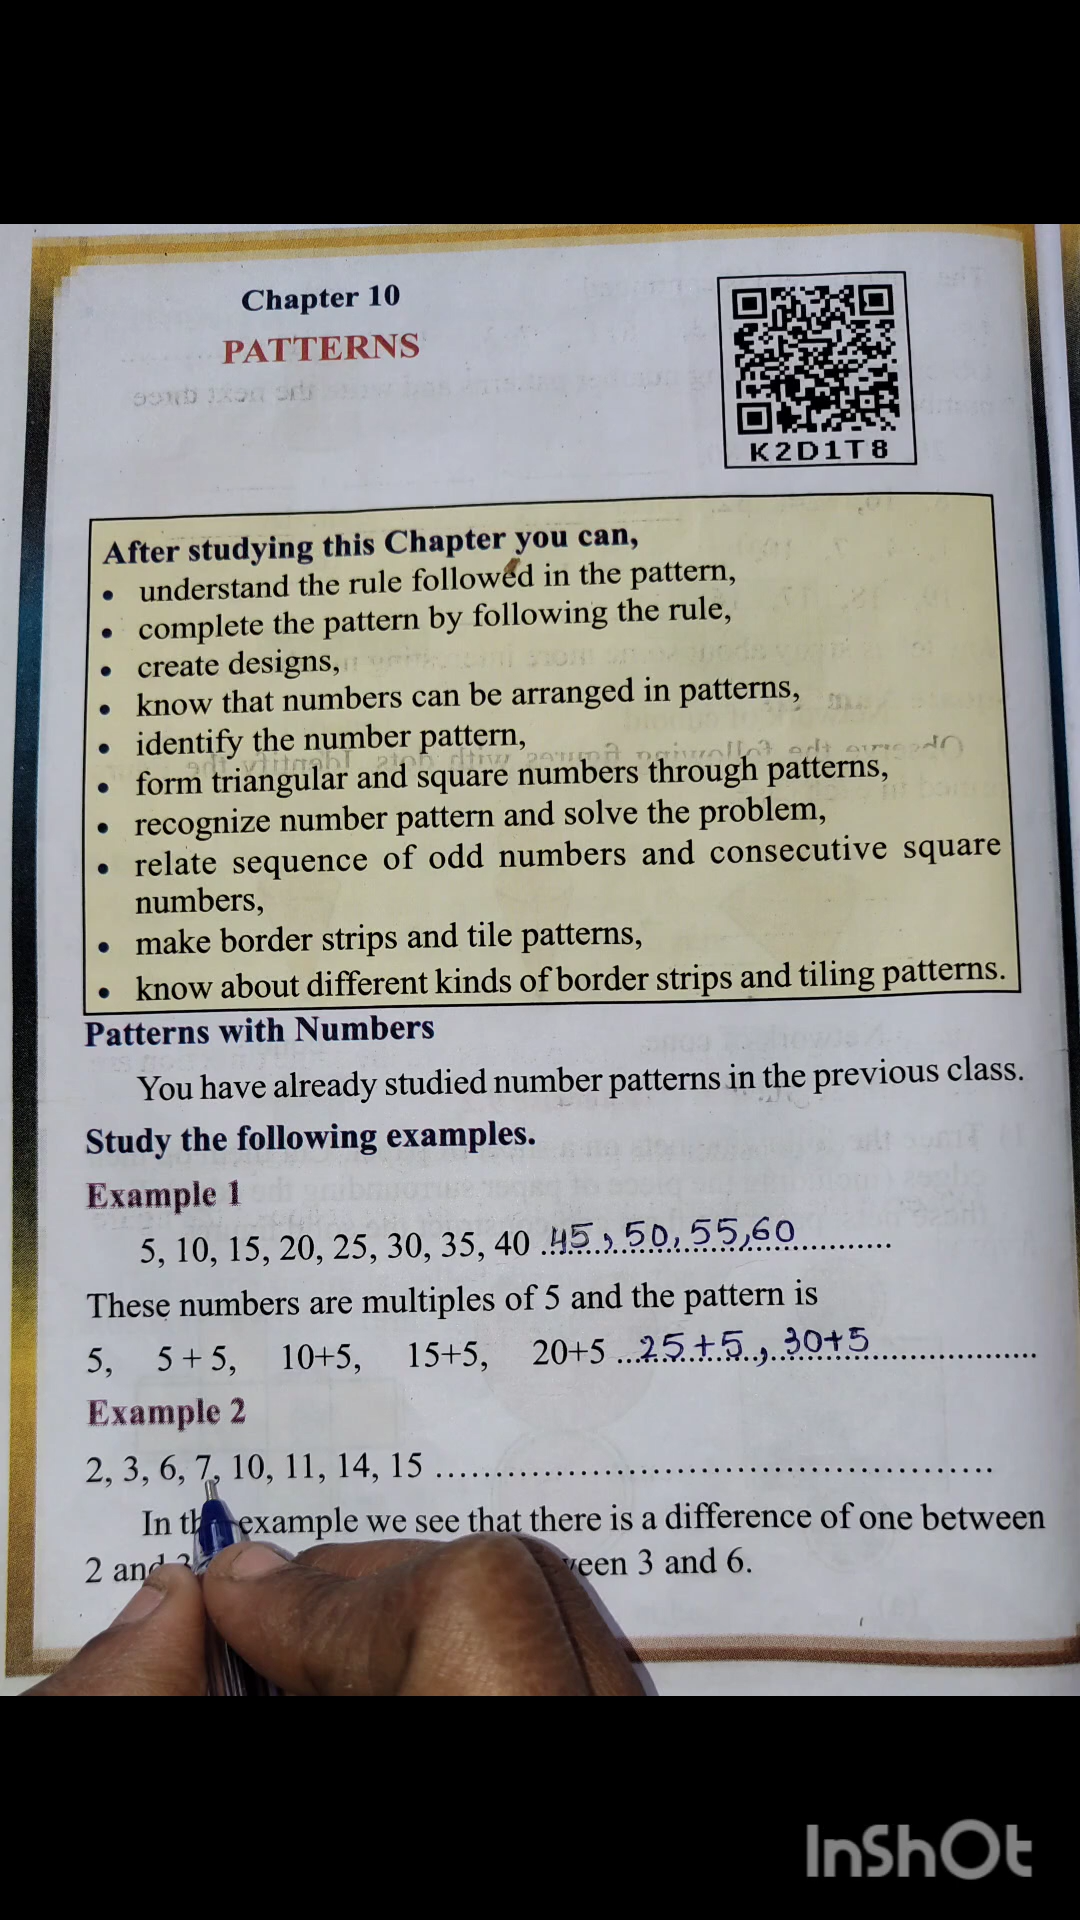 Chapter 10
PATTERNS
K2D1T8
After studying this Chapter you can,
• understand the rule followed in the pattern,
• complete the pattern by following the rule,
• create designs,
• know that numbers can be arranged in patterns,
• identify the number pattern,
• form triangular and square numbers through patterns,
• recognize number pattern and solve the problem,
• relate sequence of odd numbers and consecutive square
numbers,
• make border strips and tile patterns,
• know about different kinds of border strips and tiling patterns.
Patterns with Numbers
You have already studied number patterns in the previous class.
Study the following examples.
Example 1
5, 10, 15, 20, 25, 30, 35, 40 45, 50, 55, 60
These numbers are multiples of 5 and the pattern is
5, 5 + 5, 10+5, 15+5, 20+5 25+5, 30+5
Example 2
2, 3, 6, 7, 10, 11, 14, 15
In example we see that there is a difference of one between
2 3 and 6.
InShOt